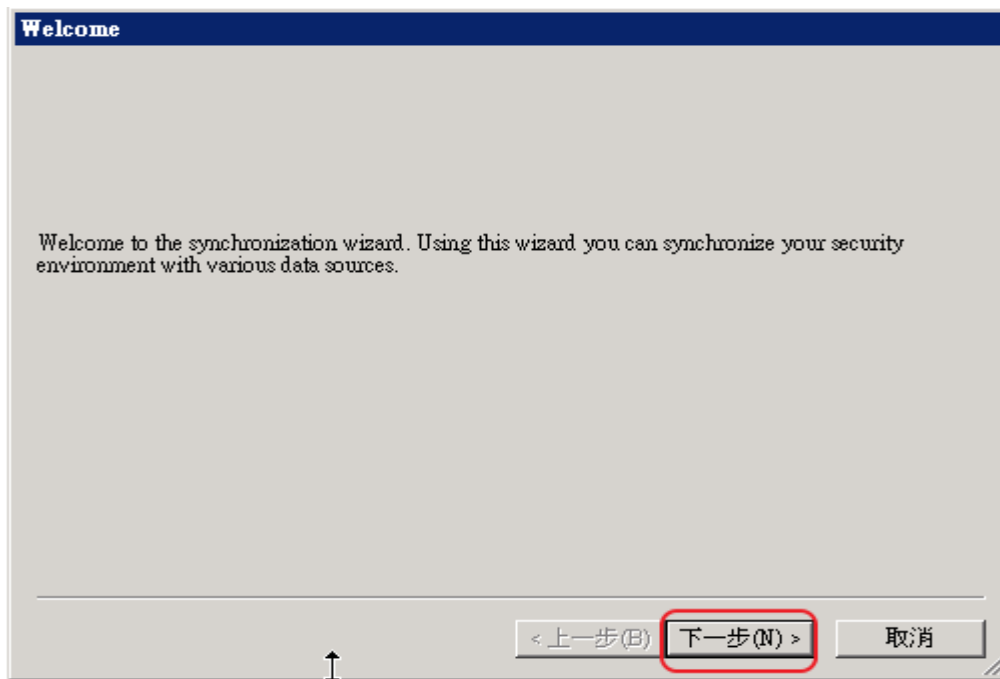 Welcome
Welcome to the synchronization wizard. Using this wizard you can synchronize your security
environment with various data sources.
< 上一步(B) 下一步(N) > 取消